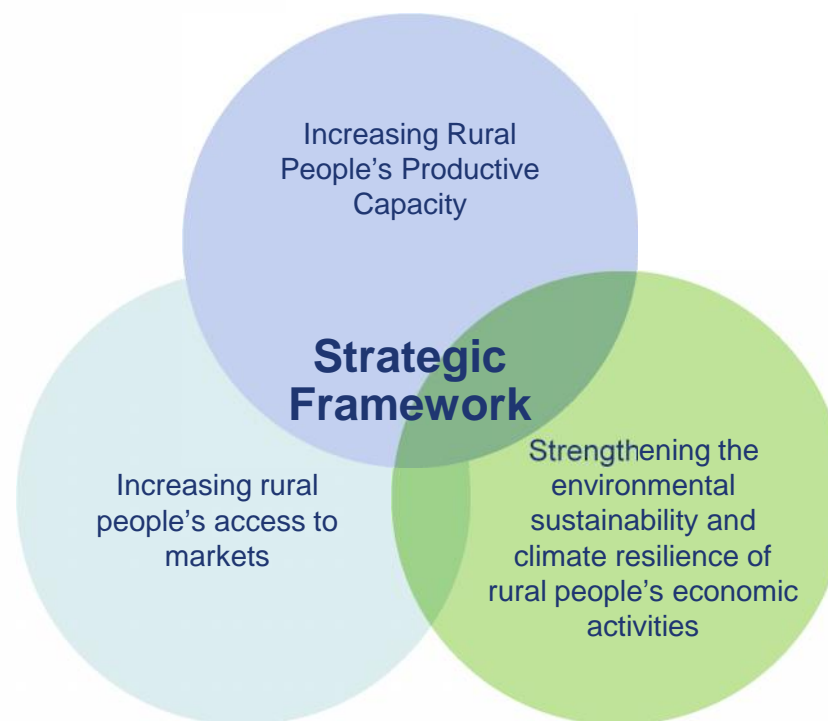 Increasing Rural
People’s Productive
Capacity
Strategic
Framework
Increasing rural
people’s access to
markets
Strengthening the
environmental
sustainability and
climate resilience of
rural people’s economic
activities